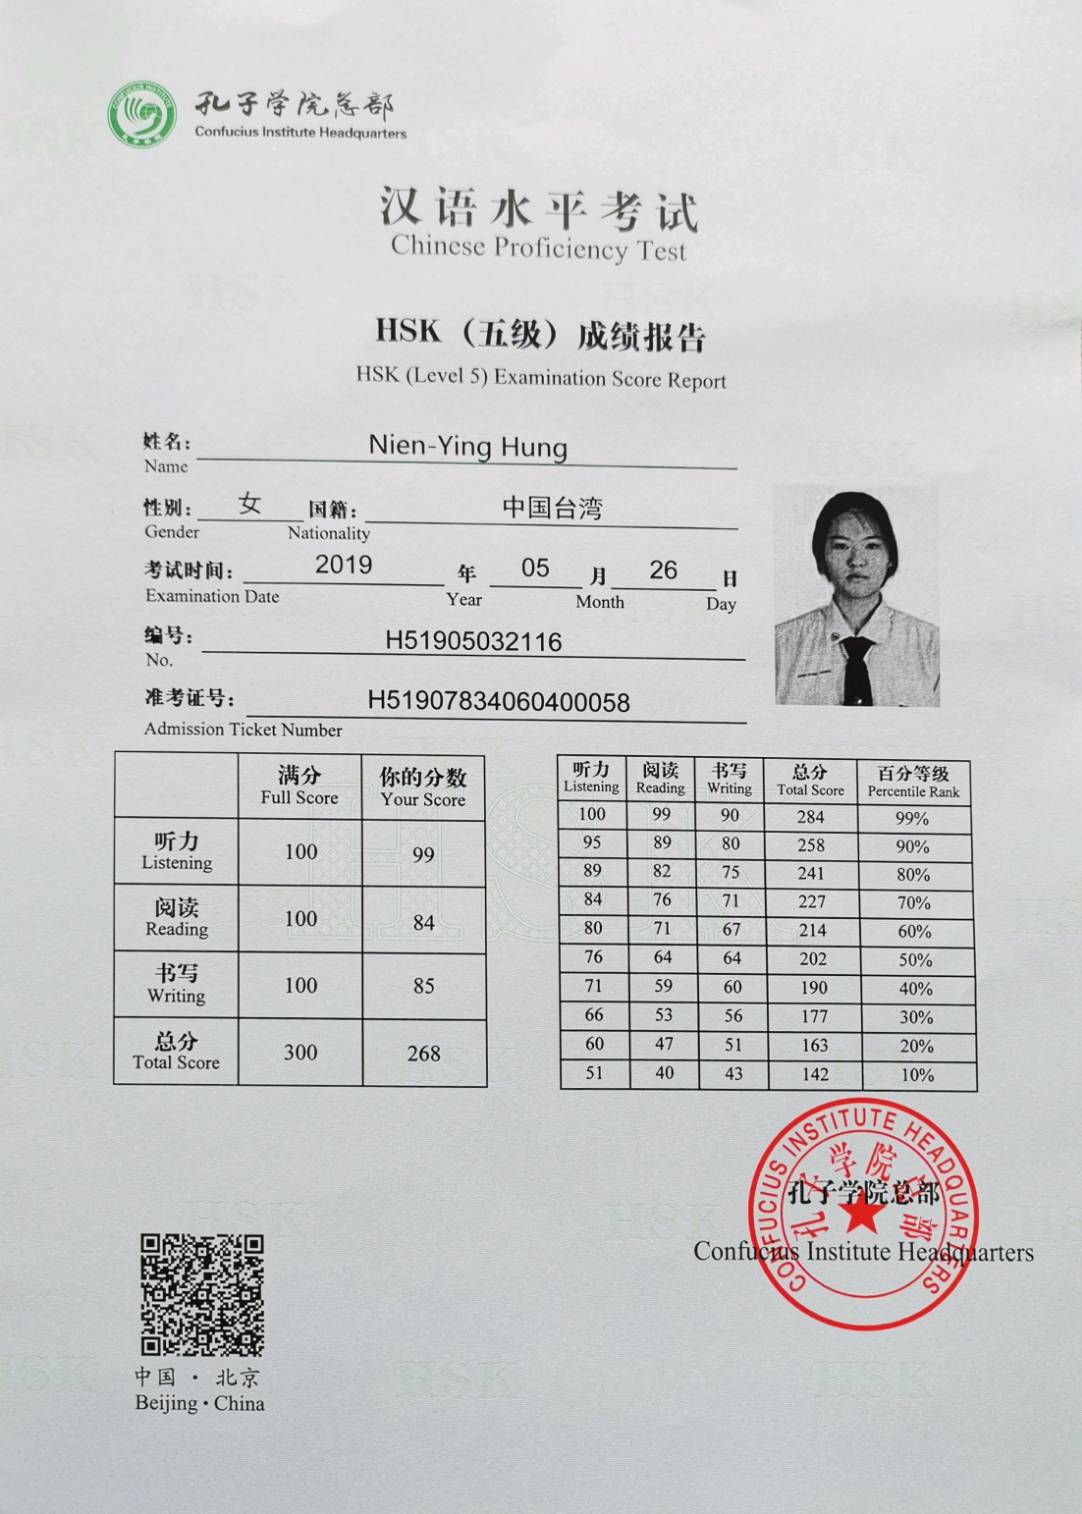 孔子学院总部
Confucius Institute Headquarters
汉语水平考试
Chinese Proficiency Test
HSK（五级）成绩报告
HSK (Level 5) Examination Score Report
姓名： Nien-Ying Hung
Name
性别： 女 国籍： 中国台湾
Gender Nationality
考试时间： 2019 年 05 月 26 日
Examination Date Year Month Day
编号： H51905032116
No.
准考证号： H51907834060400058
Admission Ticket Number
满分 你的分数
Full Score Your Score
听力
Listening 100 99
阅读
Reading 100 84
书写
Writing 100 85
总分
Total Score 300 268
听力 阅读 书写 总分 百分等级
Listening Reading Writing Total Score Percentile Rank
100 99 90 284 99%
95 89 80 258 90%
89 82 75 241 80%
84 76 71 227 70%
80 71 67 214 60%
76 64 64 202 50%
71 59 60 190 40%
66 53 56 177 30%
60 47 51 163 20%
51 40 43 142 10%
CONFUCIUS INSTITUTE HEADQUARTERS
孔子学院总部
孔子学院总部
Confucius Institute Headquarters
中国 · 北京
Beijing · China
HSK